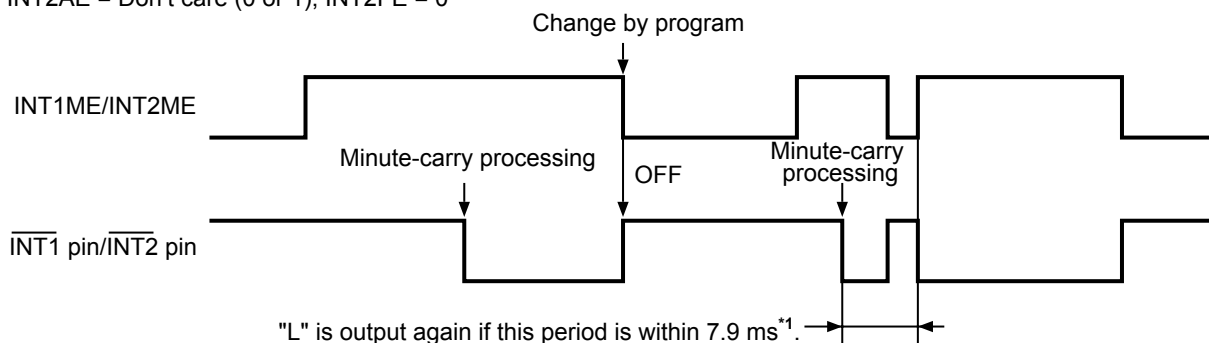 INT2AE = Don't care (0 or 1), INT2FE = 0
Change by program
INT1ME/INT2ME
Minute-carry processing
OFF
Minute-carry
processing
INT1 pin/INT2 pin
"L" is output again if this period is within 7.9 ms*1.